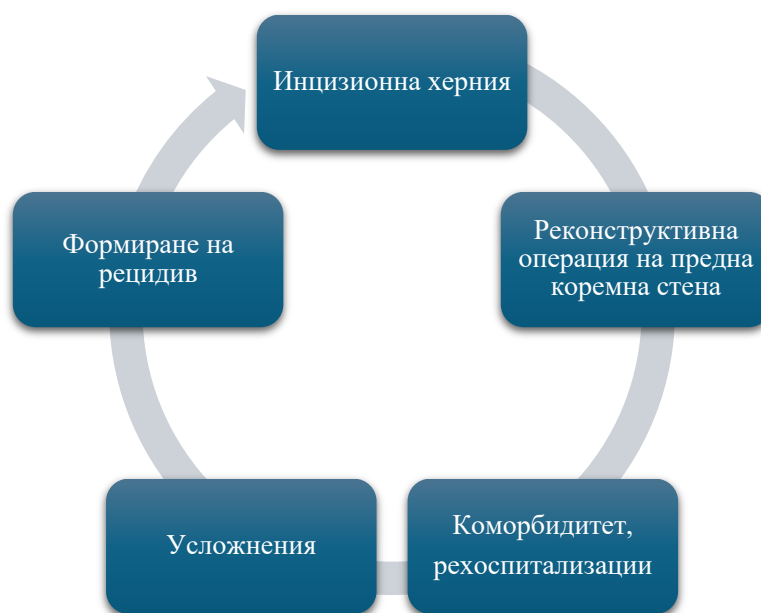 Инцизионна херния
Реконструктивна
операция на предна
коремна стена
Коморбидитет,
рехоспитализации
Усложнения
Формиране на
рецидив